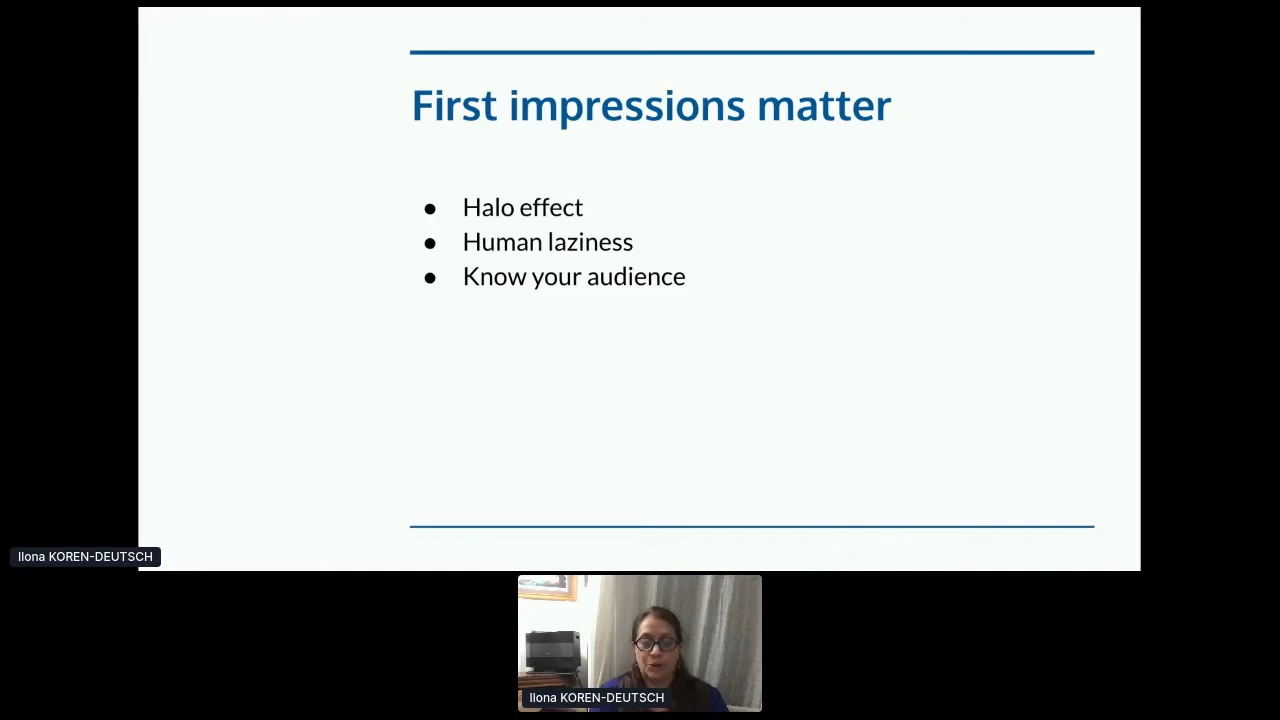 First impressions matter
● Halo effect
● Human laziness
● Know your audience
Ilona KOREN-DEUTSCH
Ilona KOREN-DEUTSCH